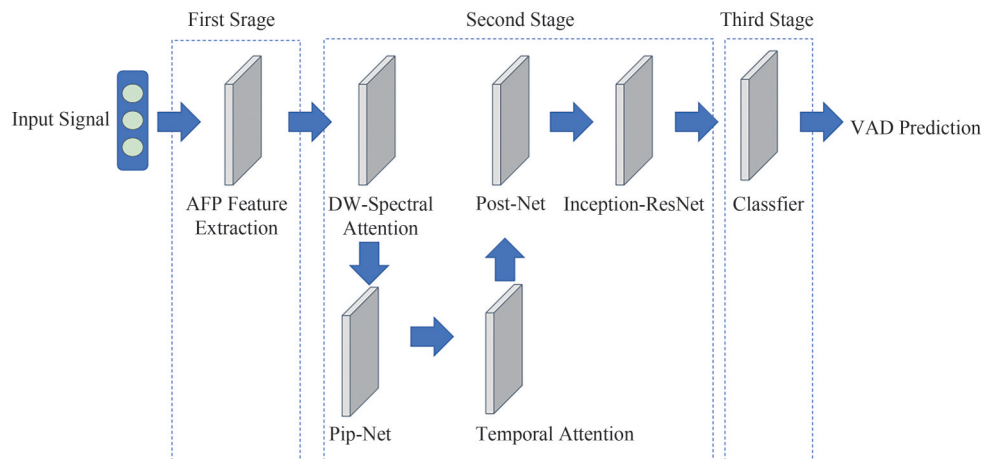 First Srage
Second Stage
Third Stage
Input Signal
VAD Prediction
AFP Feature
Extraction
DW-Spectral
Attention
Post-Net
Inception-ResNet
Classfier
Pip-Net
Temporal Attention